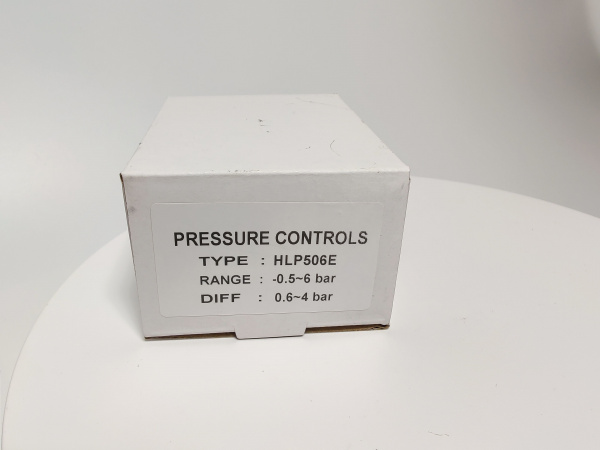 PRESSURE CONTROLS
TYPE : HLP506E
RANGE : -0.5~6 bar
DIFF : 0.6~4 bar